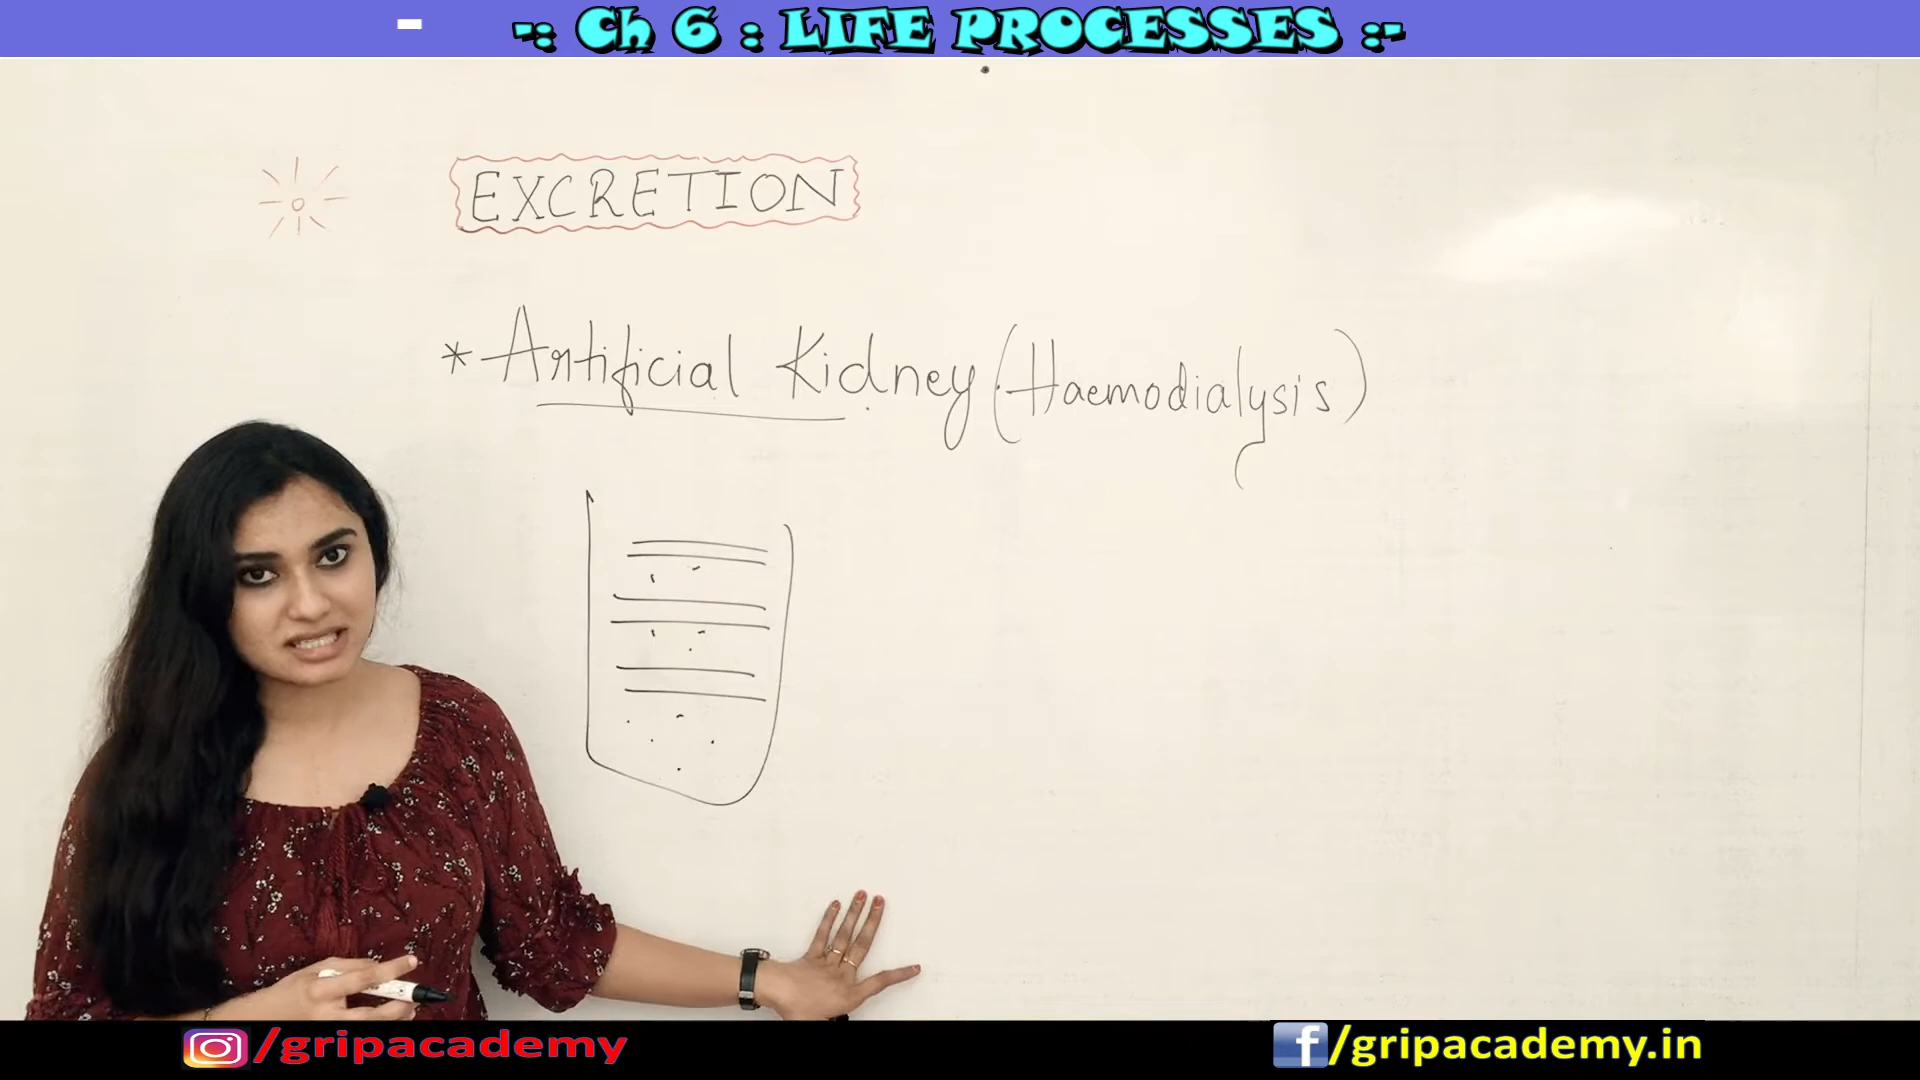 -: Ch 6 : LIFE PROCESSES :-
EXCRETION
* Artificial Kidney (Haemodialysis)
/gripacademy
f/gripacademy.in